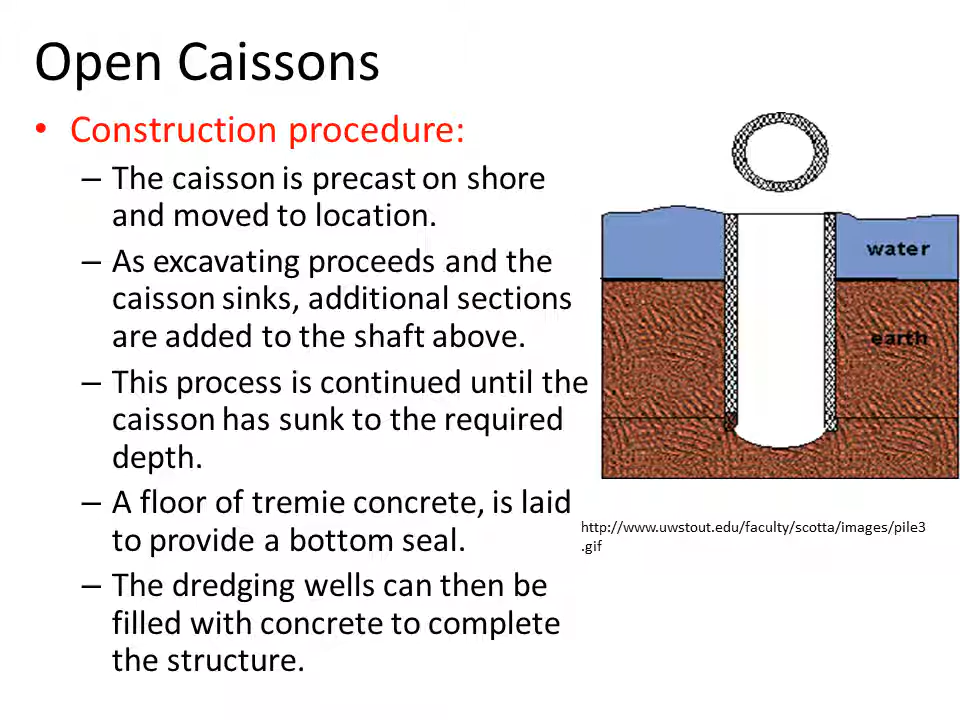 Open Caissons
• Construction procedure:
– The caisson is precast on shore
and moved to location.
– As excavating proceeds and the
caisson sinks, additional sections
are added to the shaft above.
– This process is continued until the
caisson has sunk to the required
depth.
– A floor of tremie concrete, is laid
to provide a bottom seal.
– The dredging wells can then be
filled with concrete to complete
the structure.
water
earth
http://www.uwstout.edu/faculty/scotta/images/pile3
.gif